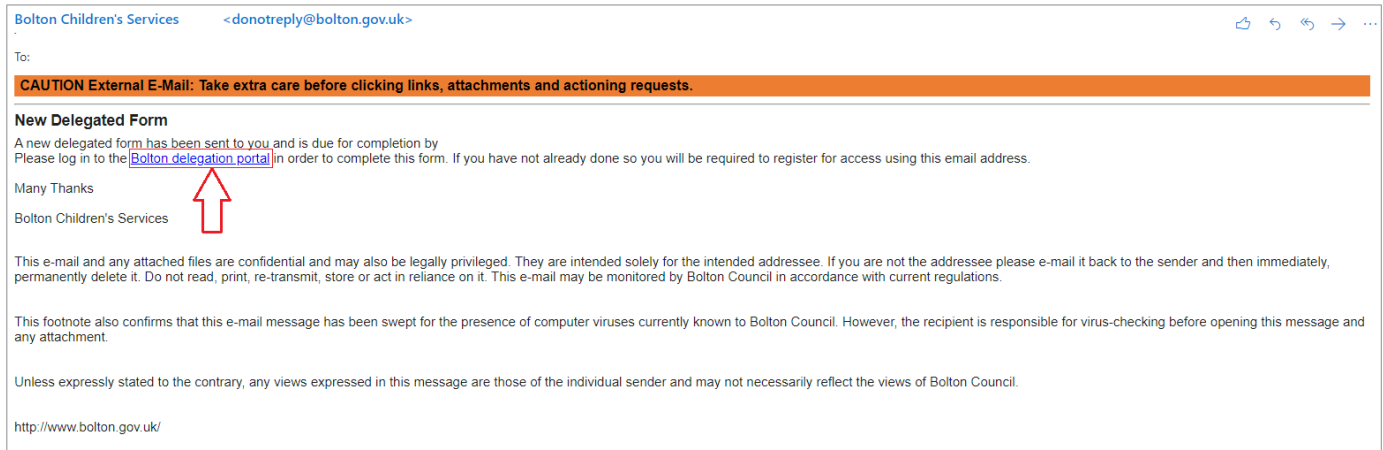 Bolton Children's Services <donotreply@bolton.gov.uk>
To:
CAUTION External E-Mail: Take extra care before clicking links, attachments and actioning requests.
New Delegated Form
A new delegated form has been sent to you and is due for completion by
Please log in to the Bolton delegation portal in order to complete this form. If you have not already done so you will be required to register for access using this email address.
Many Thanks
Bolton Children's Services
This e-mail and any attached files are confidential and may also be legally privileged. They are intended solely for the intended addressee. If you are not the addressee please e-mail it back to the sender and then immediately,
permanently delete it. Do not read, print, re-transmit, store or act in reliance on it. This e-mail may be monitored by Bolton Council in accordance with current regulations.
This footnote also confirms that this e-mail message has been swept for the presence of computer viruses currently known to Bolton Council. However, the recipient is responsible for virus-checking before opening this message and
any attachment.
Unless expressly stated to the contrary, any views expressed in this message are those of the individual sender and may not necessarily reflect the views of Bolton Council.
http://www.bolton.gov.uk/